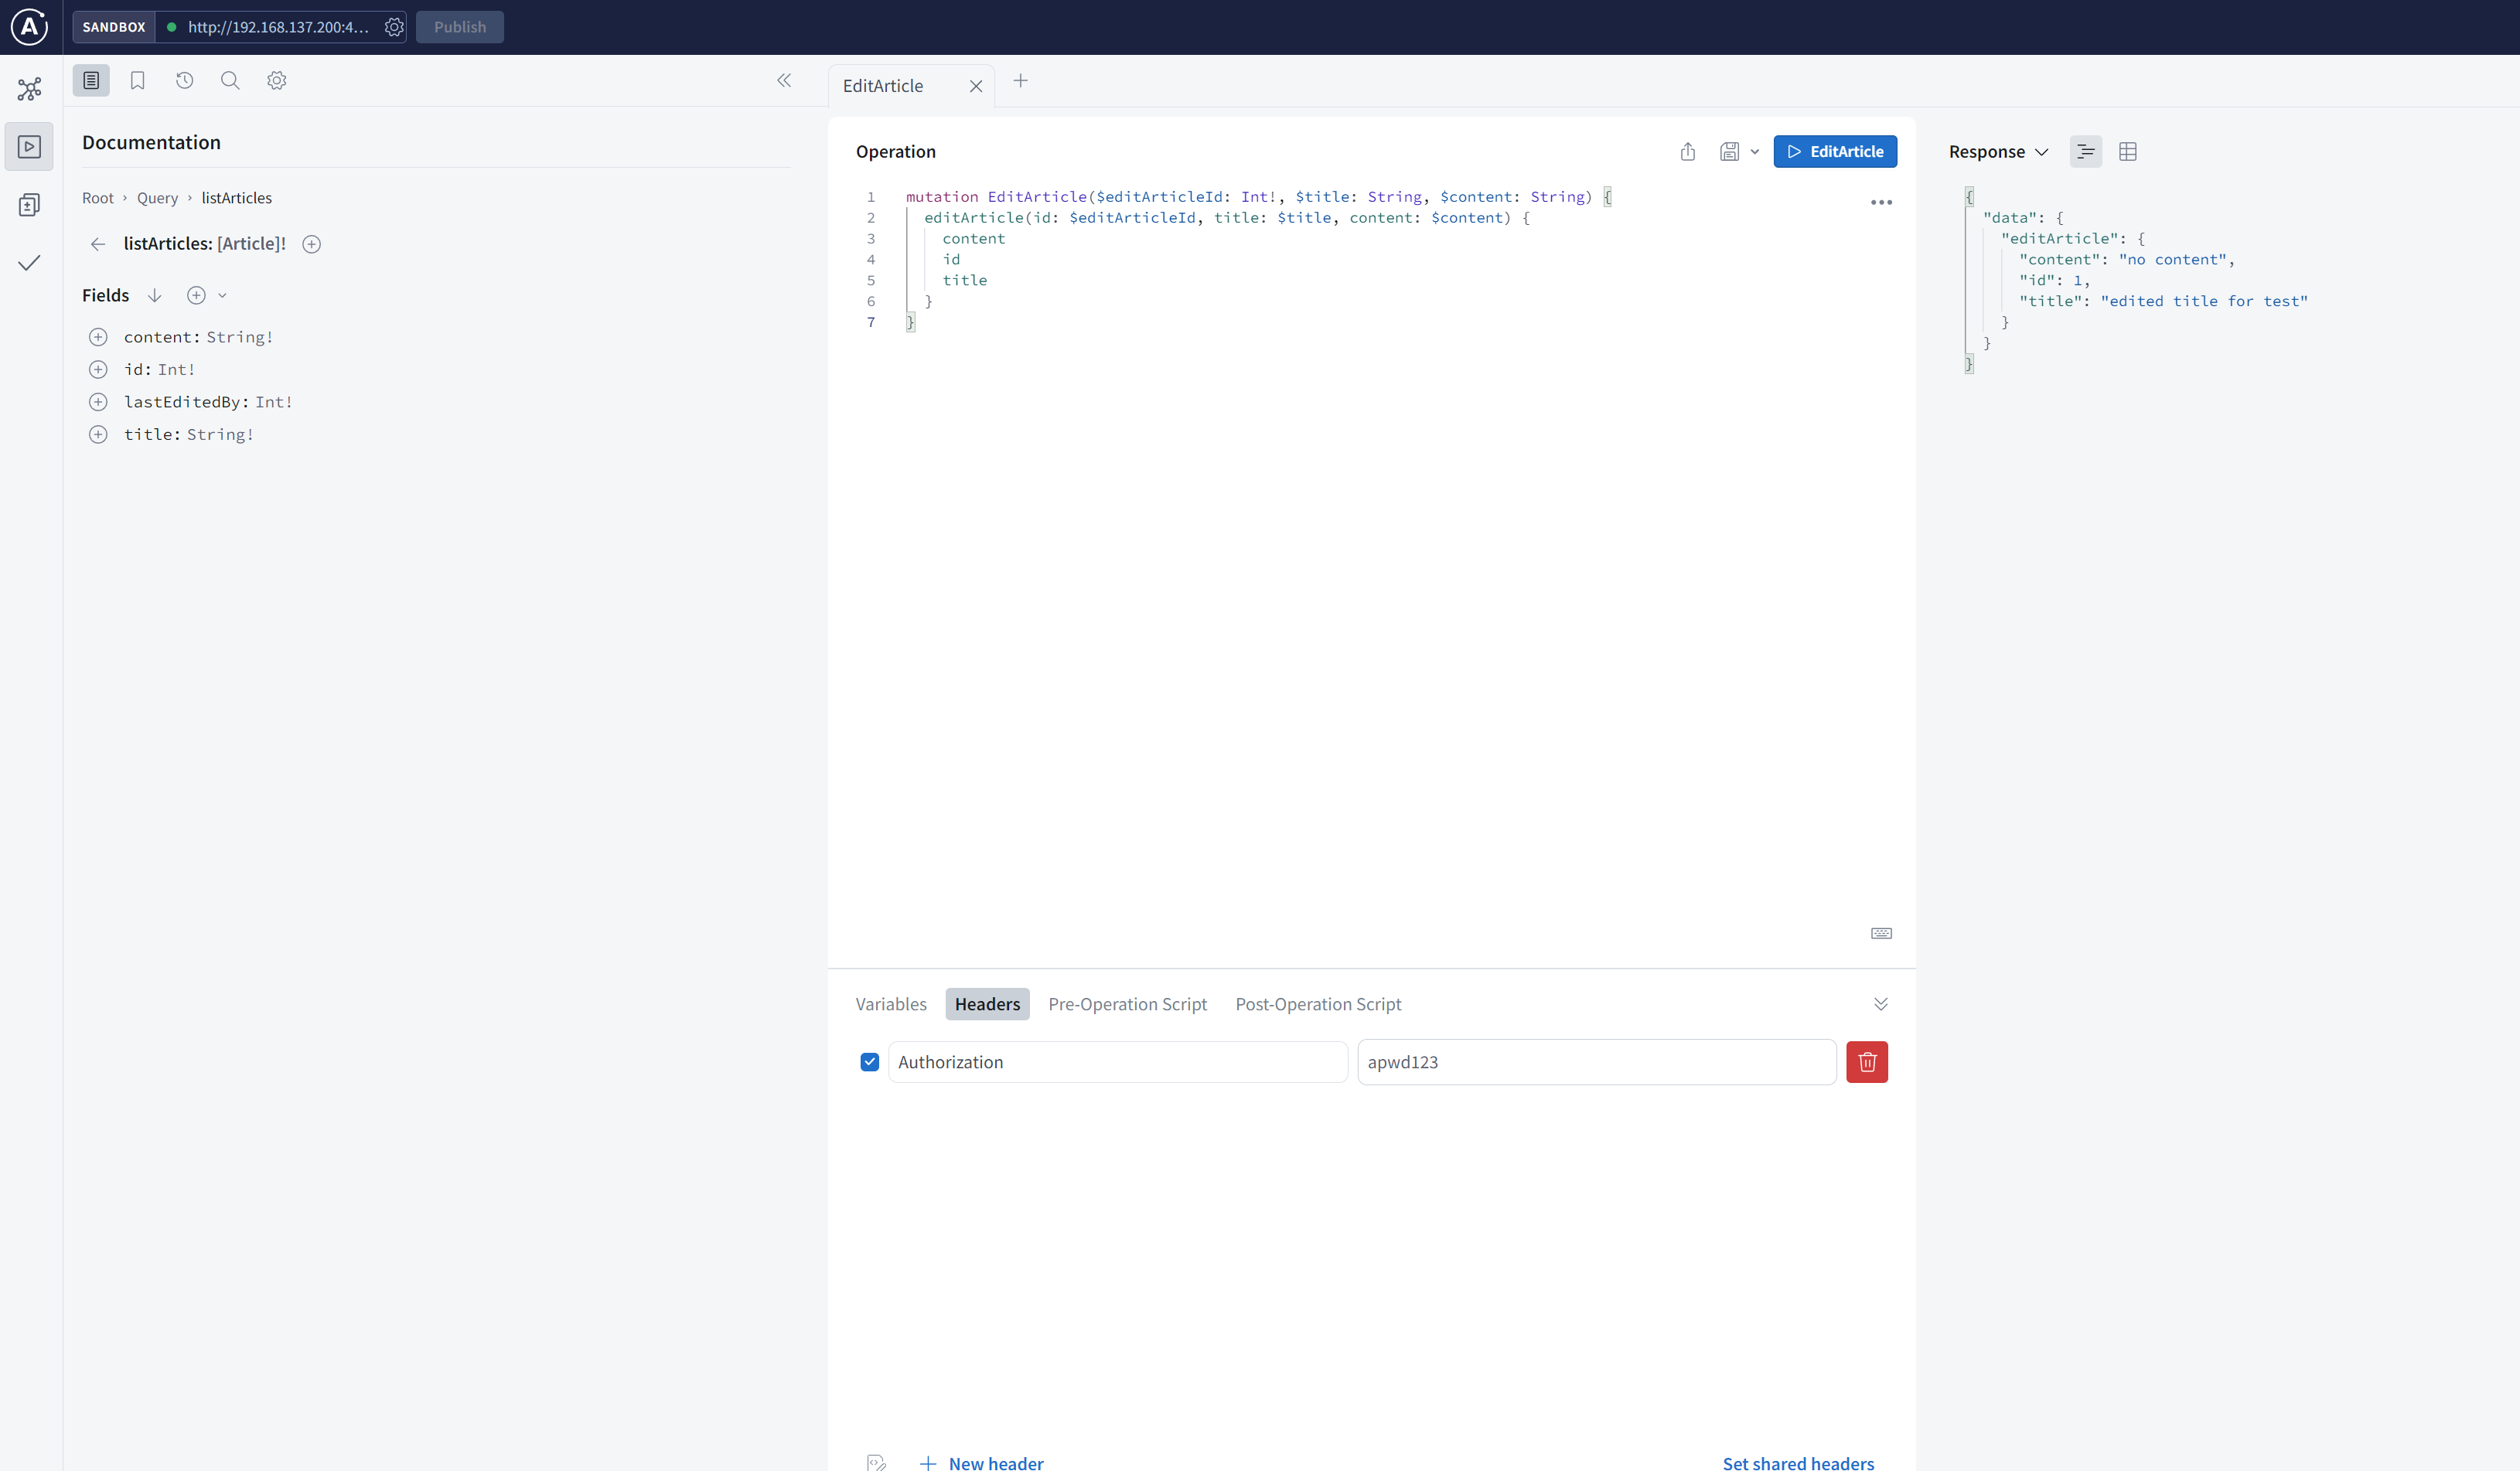 SANDBOX
http://192.168.137.200:4...
Publish
EditArticle
Documentation
Root › Query › listArticles
listArticles: [Article]!
Fields
content: String!
id: Int!
lastEditedBy: Int!
title: String!
Operation
EditArticle
1 mutation EditArticle($editArticleId: Int!, $title: String, $content: String) {
2 editArticle(id: $editArticleId, title: $title, content: $content) {
3 content
4 id
5 title
6 }
7 }
Variables Headers Pre-Operation Script Post-Operation Script
Authorization apwd123
New header
Set shared headers
Response
{
"data": {
"editArticle": {
"content": "no content",
"id": 1,
"title": "edited title for test"
}
}
}